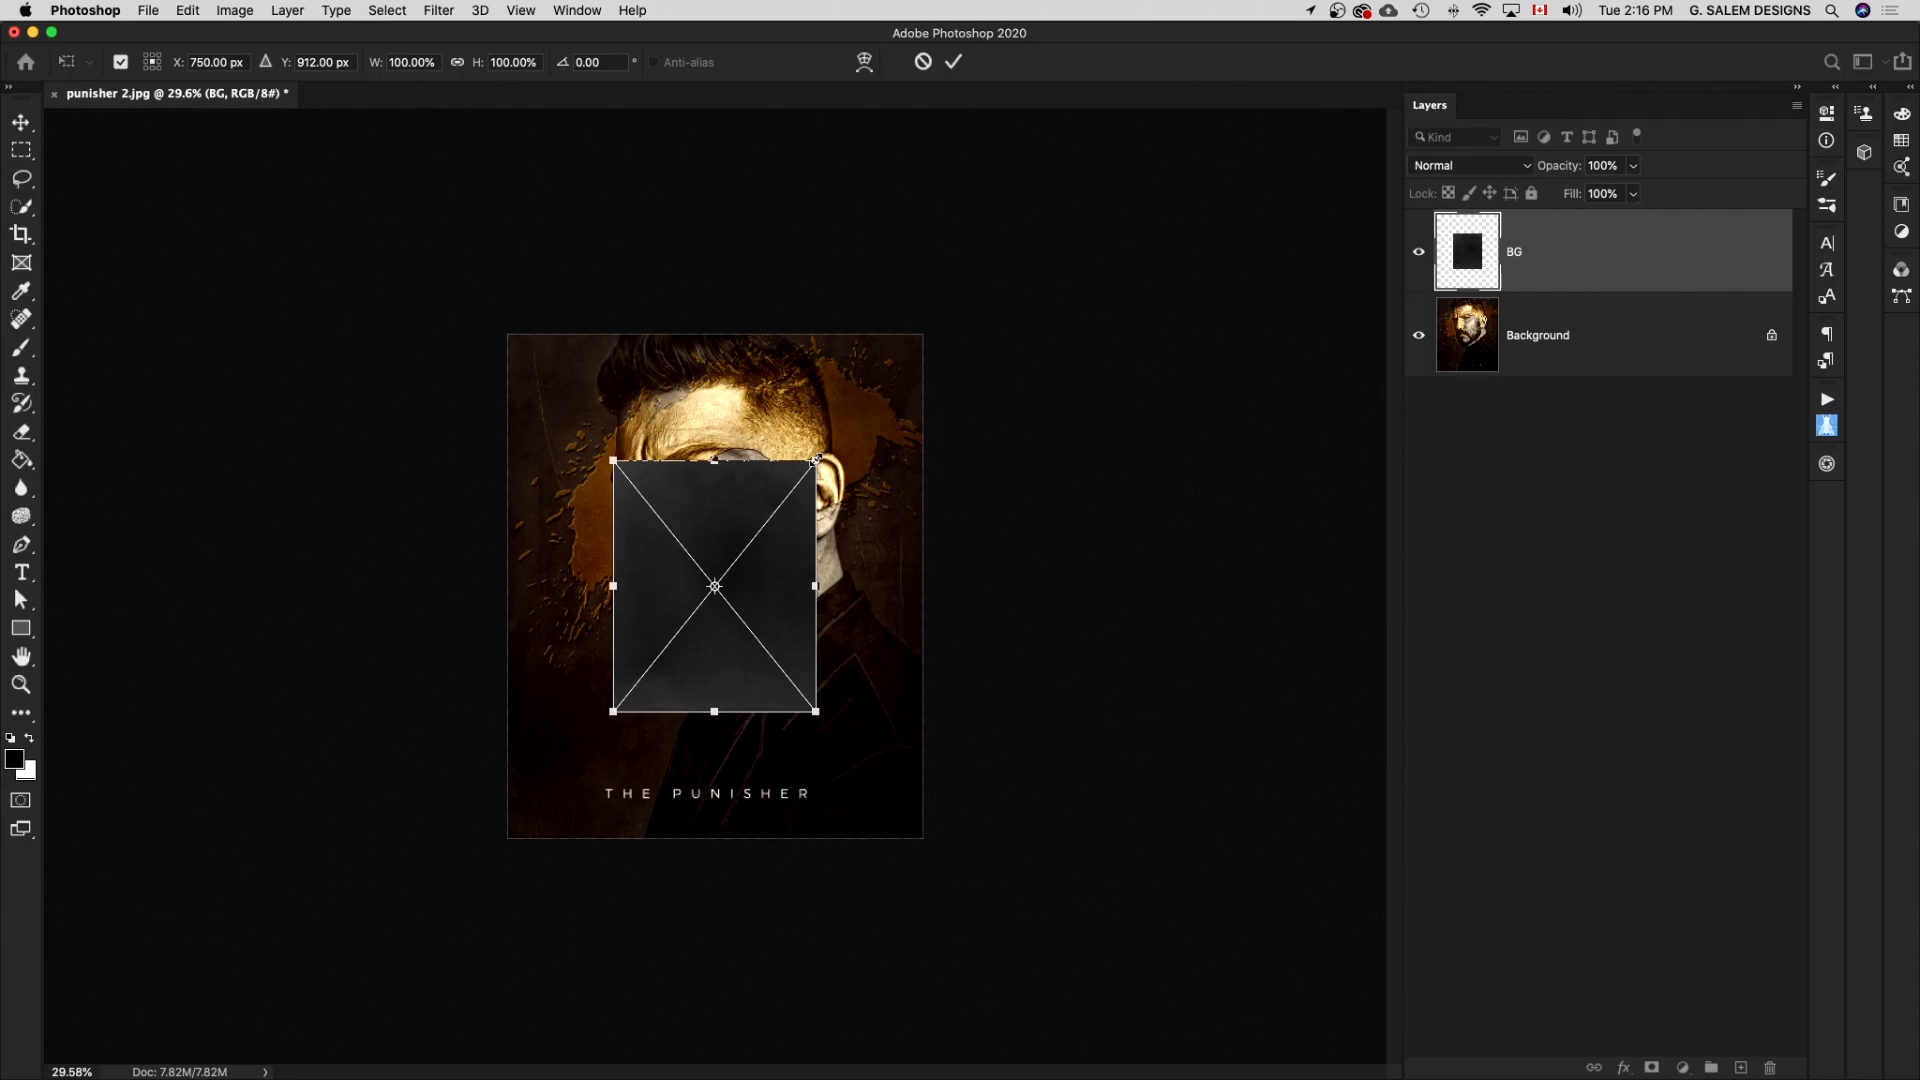 Photoshop File Edit Image Layer Type Select Filter 3D View Window Help Tue 2:16 PM G. SALEM DESIGNS
Adobe Photoshop 2020
X: 750.00 px Y: 912.00 px W: 100.00% H: 100.00% 0.00 ° Anti-alias
punisher 2.jpg @ 29.6% (BG, RGB/8#) *
Layers
Kind
Normal Opacity: 100%
Lock: Fill: 100%
BG
Background
THE PUNISHER
29.58% Doc: 7.82M/7.82M